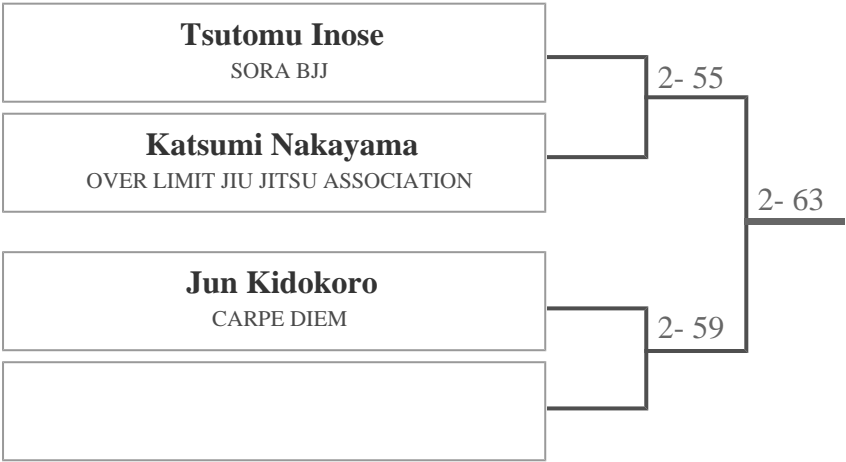 Tsutomu Inose
SORA BJJ
2- 55
Katsumi Nakayama
OVER LIMIT JIU JITSU ASSOCIATION
2- 63
Jun Kidokoro
CARPE DIEM
2- 59